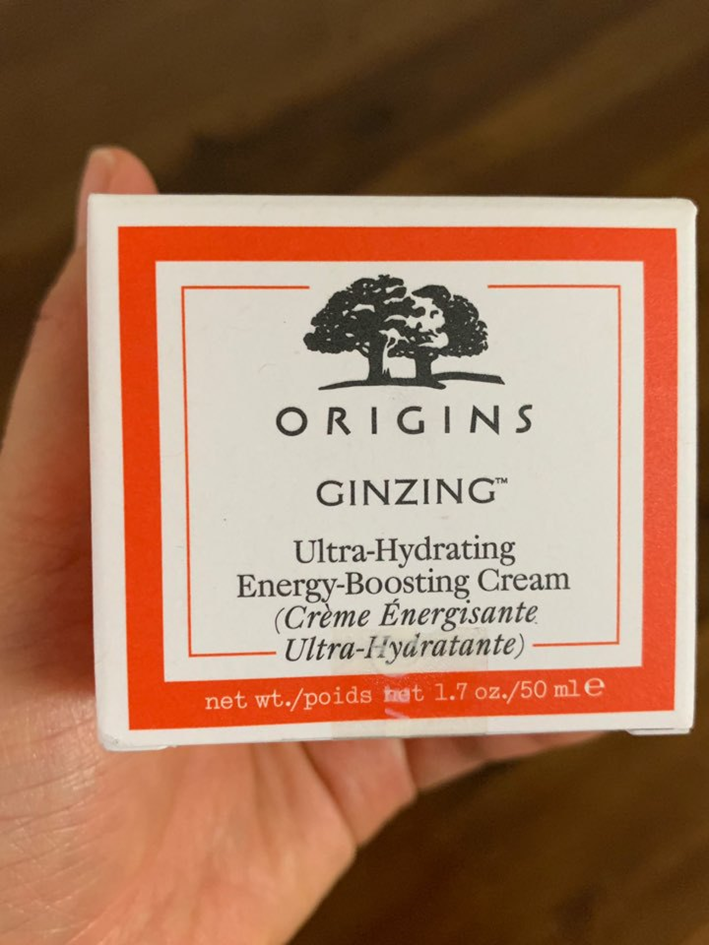 ORIGINS
GINZING™
Ultra-Hydrating
Energy-Boosting Cream
(Crème Énergisante
Ultra-Hydratante)
net wt./poids net 1.7 oz./50 ml e